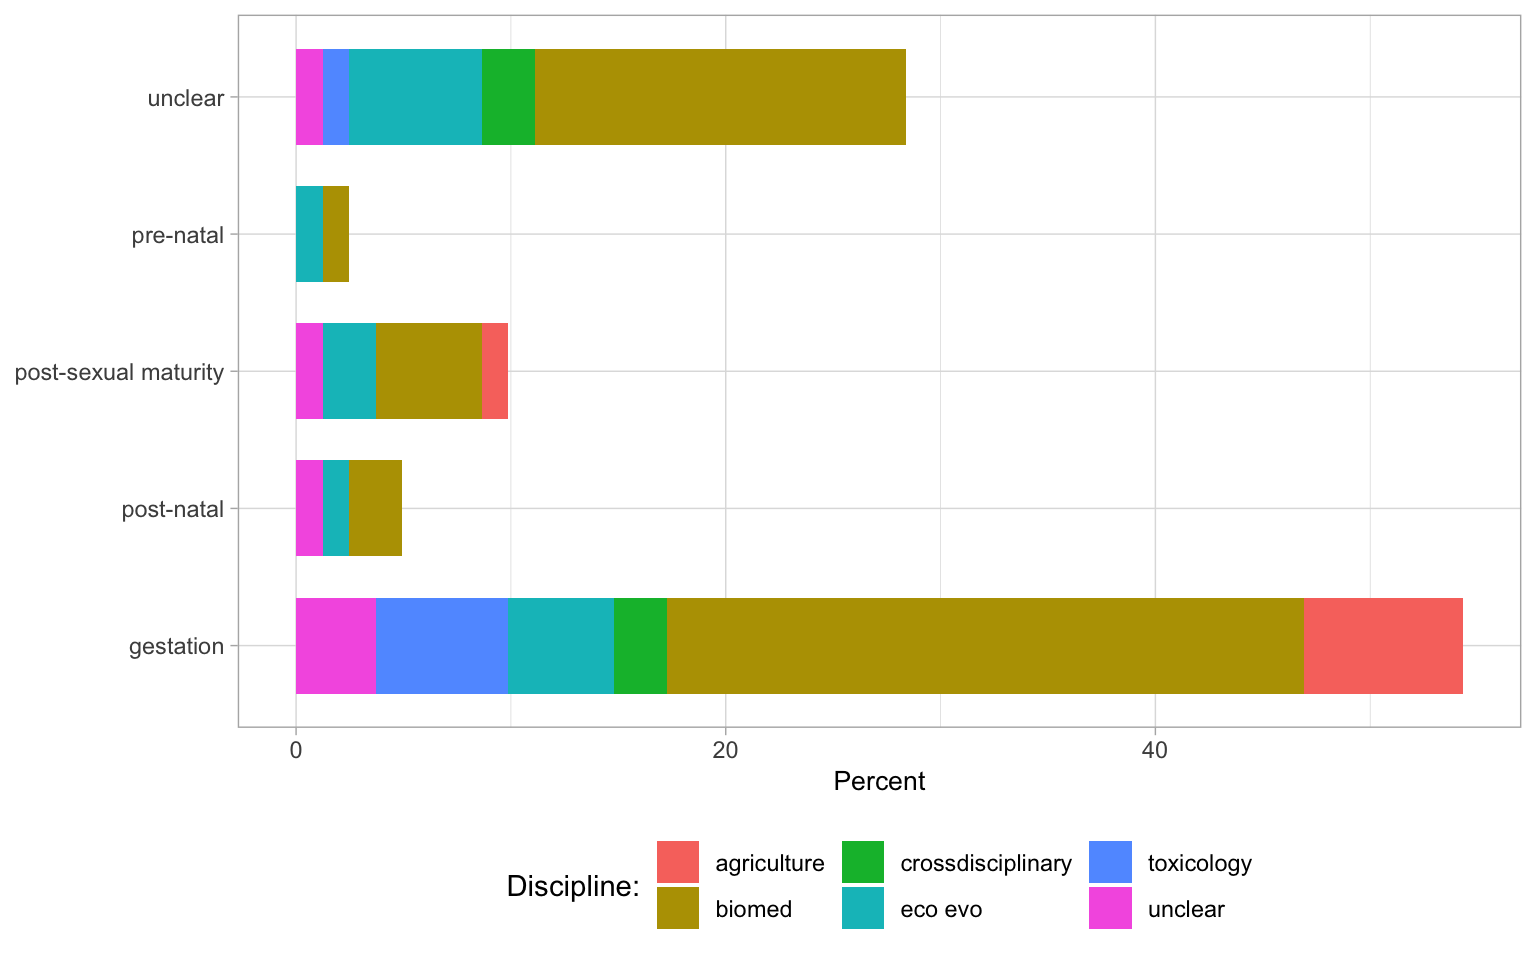 unclear
pre-natal
post-sexual maturity
post-natal
gestation
0 20 40
Percent
Discipline:
agriculture crossdisciplinary toxicology
biomed eco evo unclear